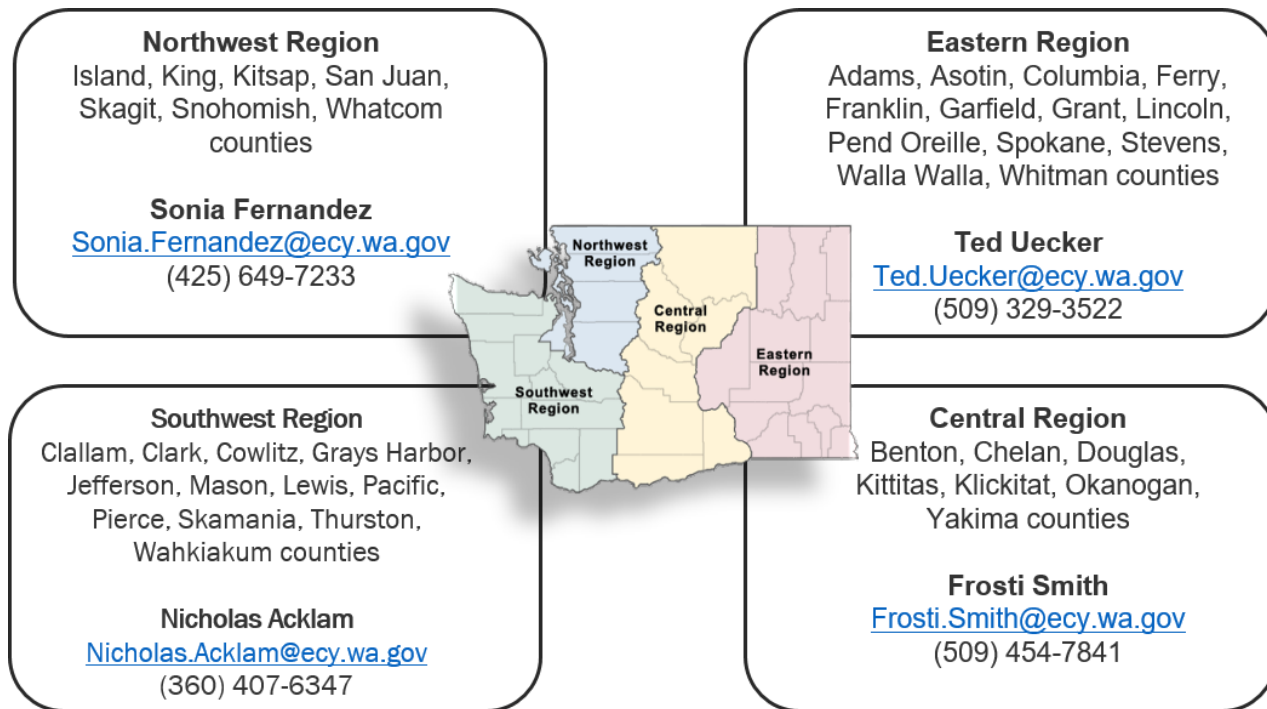 Northwest Region
Island, King, Kitsap, San Juan,
Skagit, Snohomish, Whatcom
counties
Sonia Fernandez
Sonia.Fernandez@ecy.wa.gov
(425) 649-7233
Eastern Region
Adams, Asotin, Columbia, Ferry,
Franklin, Garfield, Grant, Lincoln,
Pend Oreille, Spokane, Stevens,
Walla Walla, Whitman counties
Ted Uecker
Ted.Uecker@ecy.wa.gov
(509) 329-3522
Northwest
Region
Central
Region
Eastern
Region
Southwest
Region
Southwest Region
Clallam, Clark, Cowlitz, Grays Harbor,
Jefferson, Mason, Lewis, Pacific,
Pierce, Skamania, Thurston,
Wahkiakum counties
Nicholas Acklam
Nicholas.Acklam@ecy.wa.gov
(360) 407-6347
Central Region
Benton, Chelan, Douglas,
Kittitas, Klickitat, Okanogan,
Yakima counties
Frosti Smith
Frosti.Smith@ecy.wa.gov
(509) 454-7841